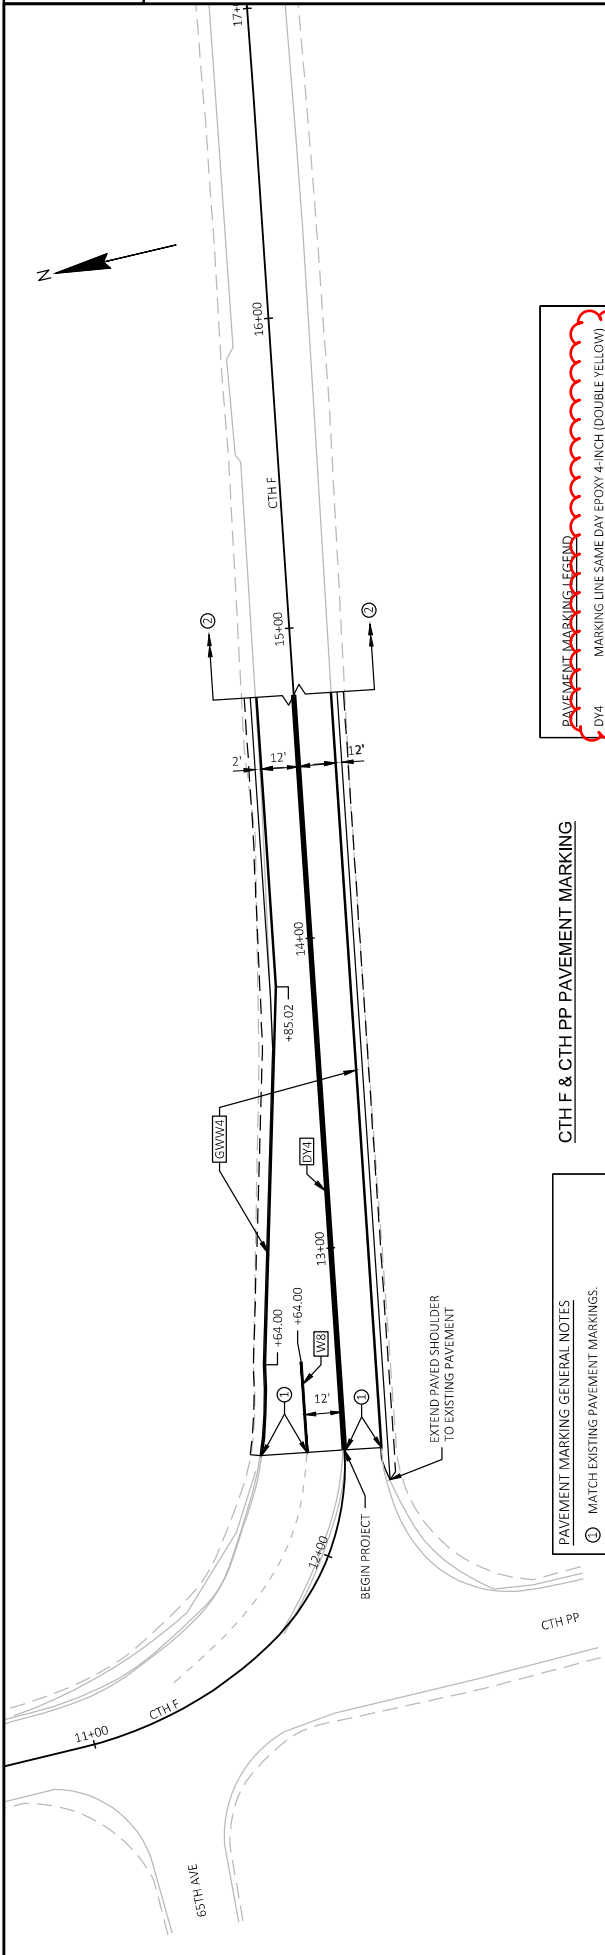 17+
N
16+00
CTH F
15+00
2
2
2'
12'
12'
14+00
+85.02
GWW4
DY4
13+00
+64.00
+64.00
W8
12'
1
1
EXTEND PAVED SHOULDER
TO EXISTING PAVEMENT
BEGIN PROJECT
12+00
CTH PP
CTH F
11+00
65TH AVE
PAVEMENT MARKING LEGEND
DY4 MARKING LINE SAME DAY EPOXY 4-INCH (DOUBLE YELLOW)
CTH F & CTH PP PAVEMENT MARKING
PAVEMENT MARKING GENERAL NOTES
1 MATCH EXISTING PAVEMENT MARKINGS.